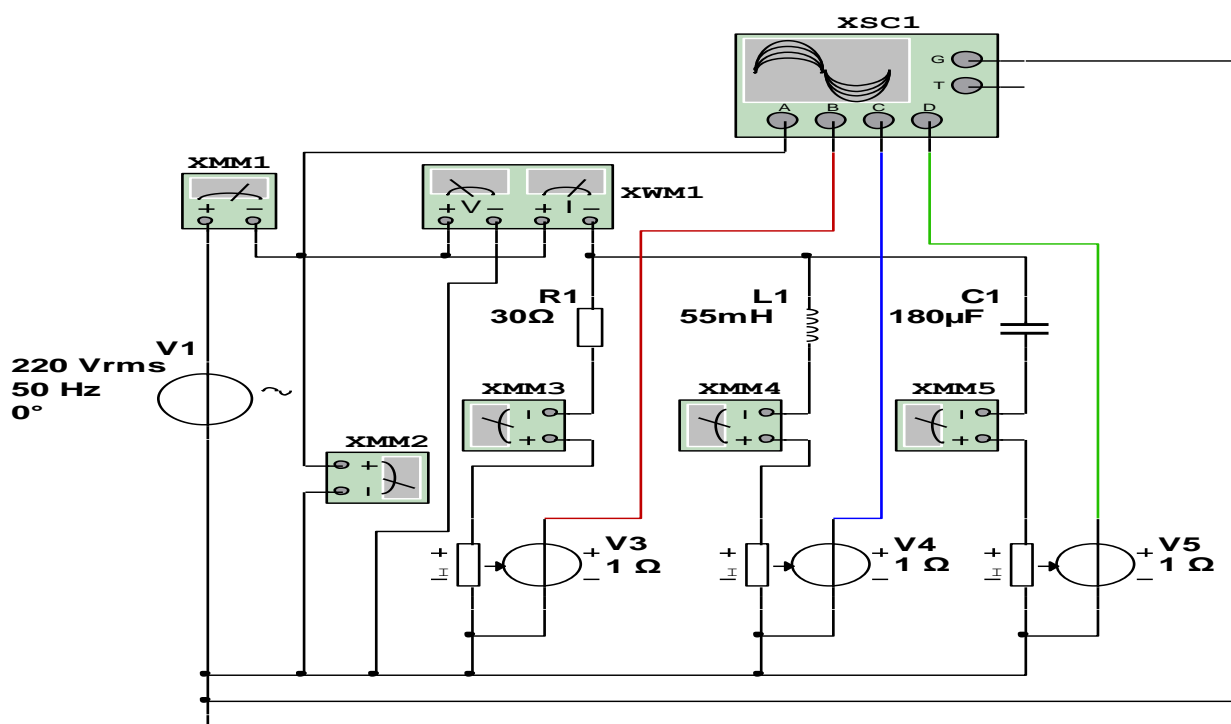 XSC1
G
T
A B C D
XMM1
+ −
XWM1
+ V − + I −
R1
30Ω
L1
55mH
C1
180µF
V1
220 Vrms
50 Hz
0°
XMM3
XMM4
XMM5
− +
− +
− +
XMM2
+ −
V3
1 Ω
V4
1 Ω
V5
1 Ω
+ I − + −
+ I − + −
+ I − + −